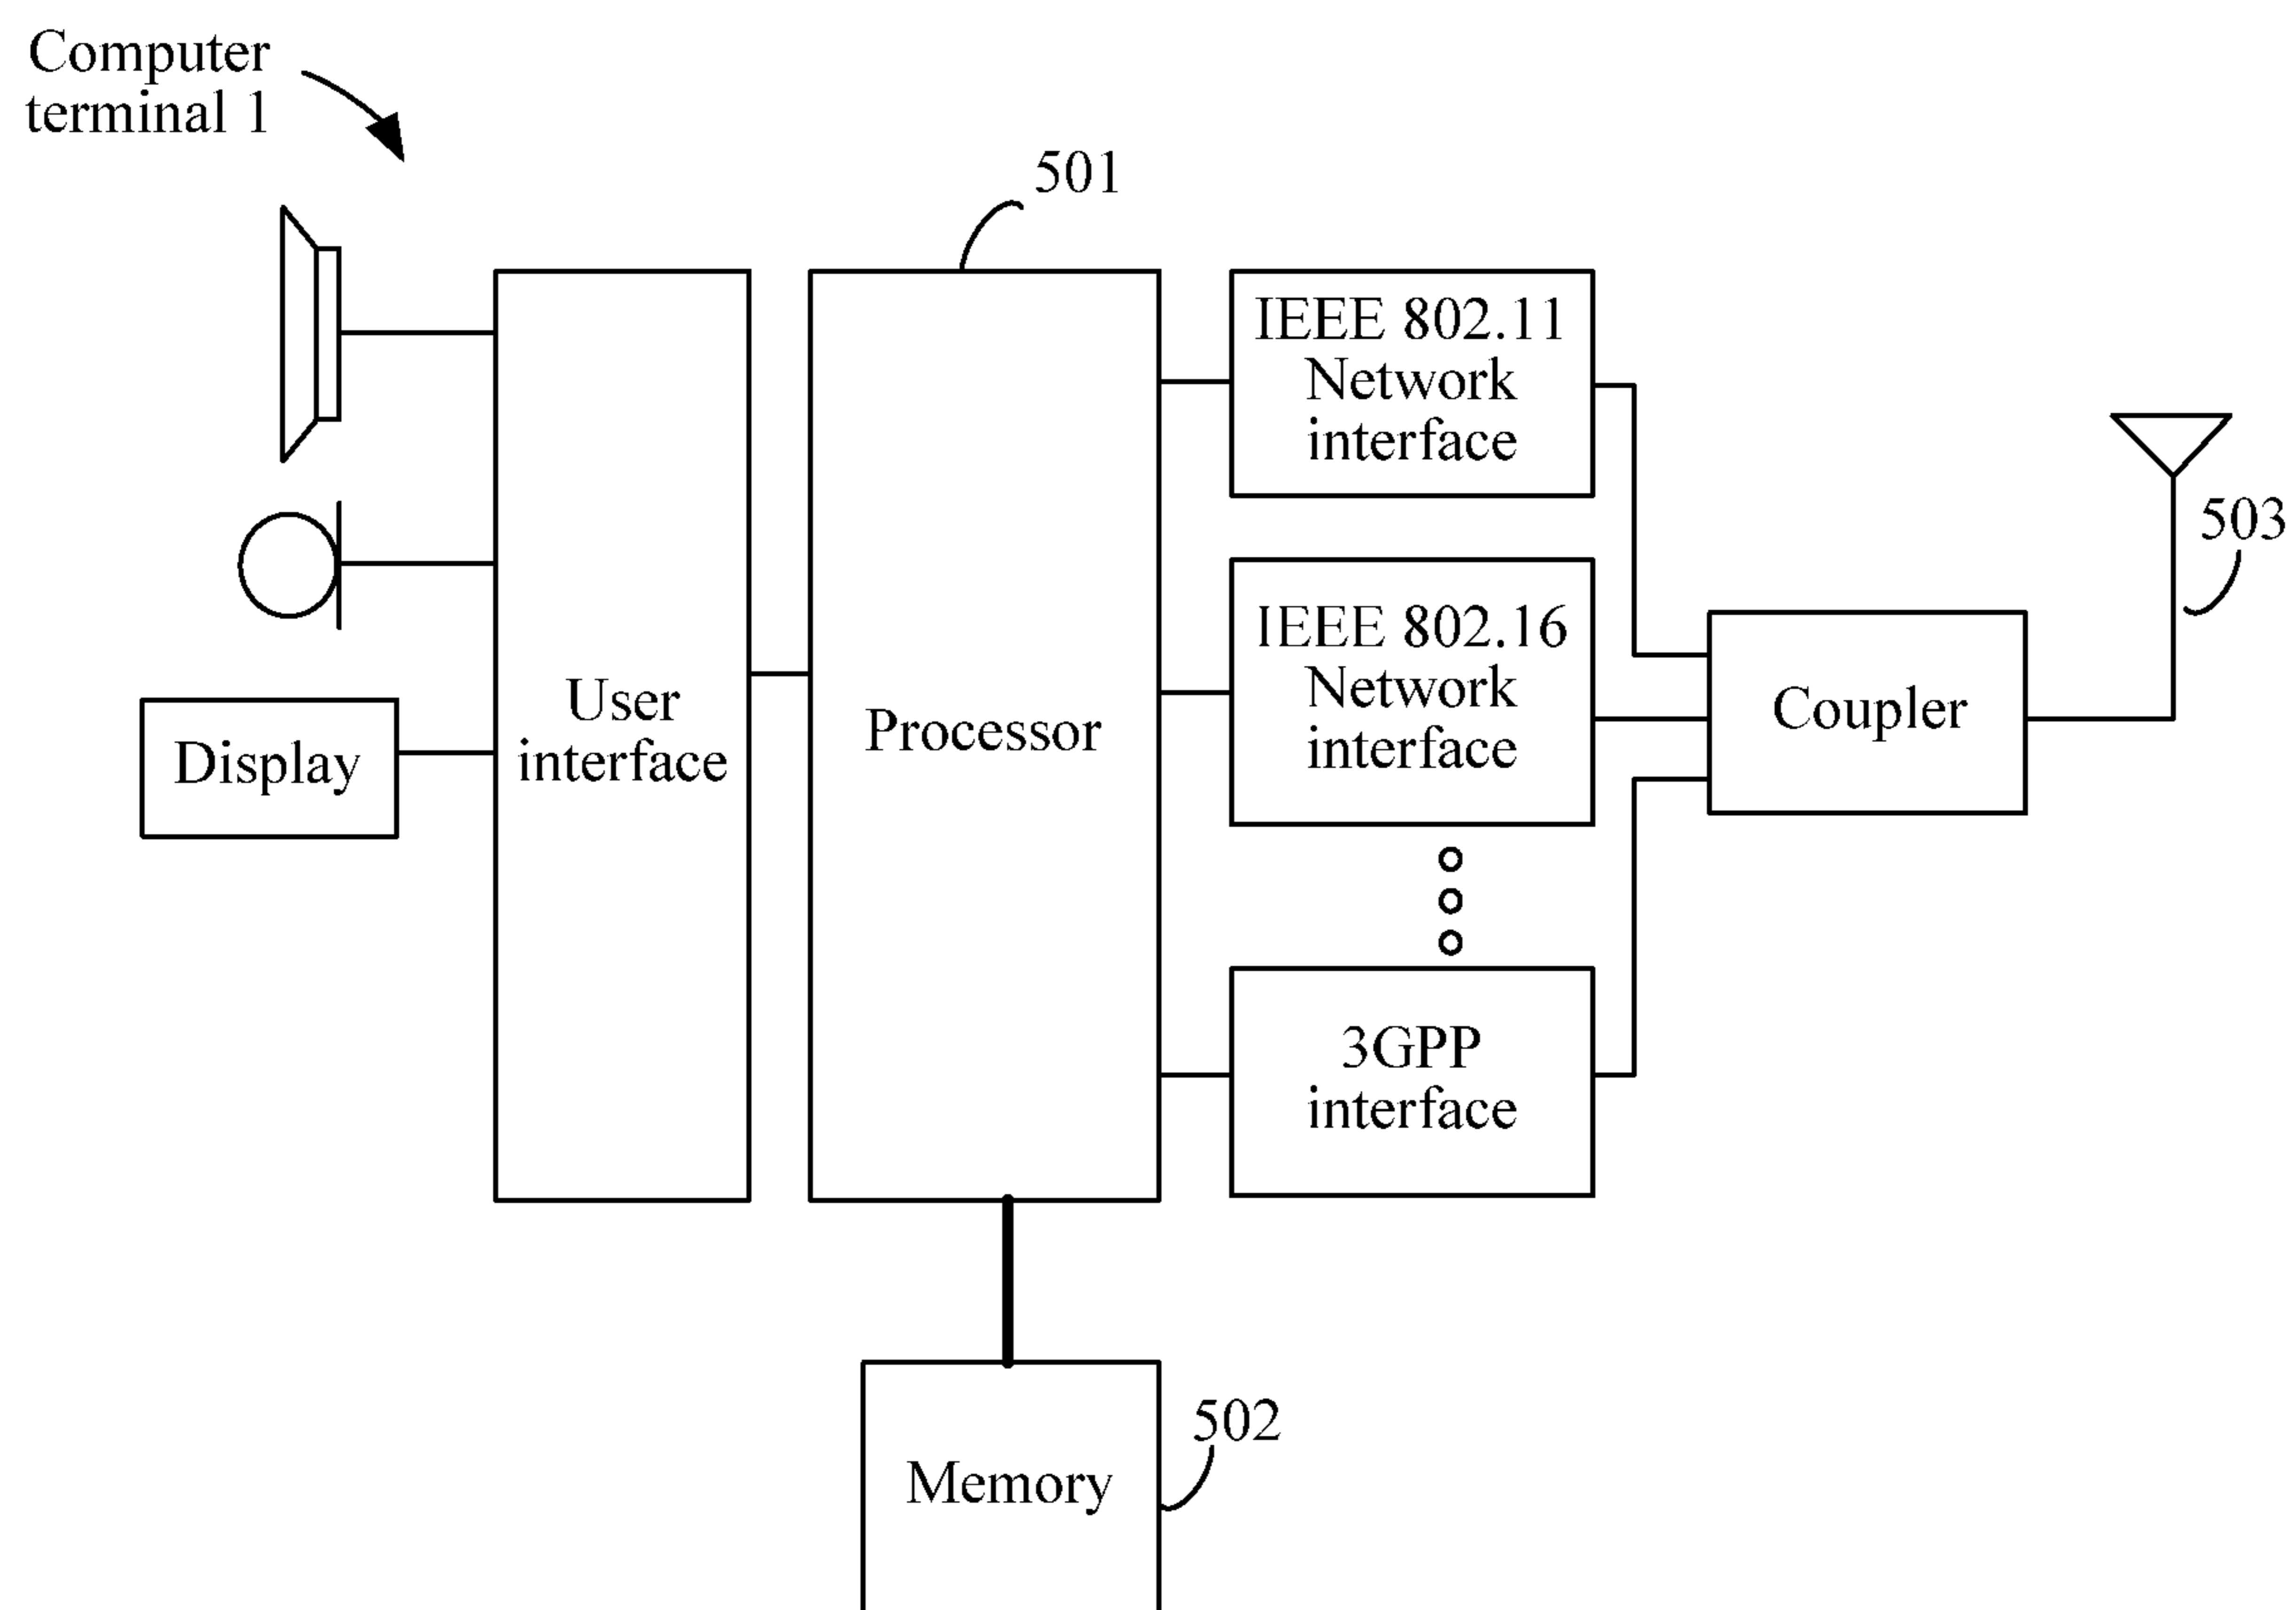 Computer
terminal 1
501
IEEE 802.11
Network
interface
503
IEEE 802.16
Network
interface
User
interface
Processor
Coupler
Display
3GPP
interface
502
Memory